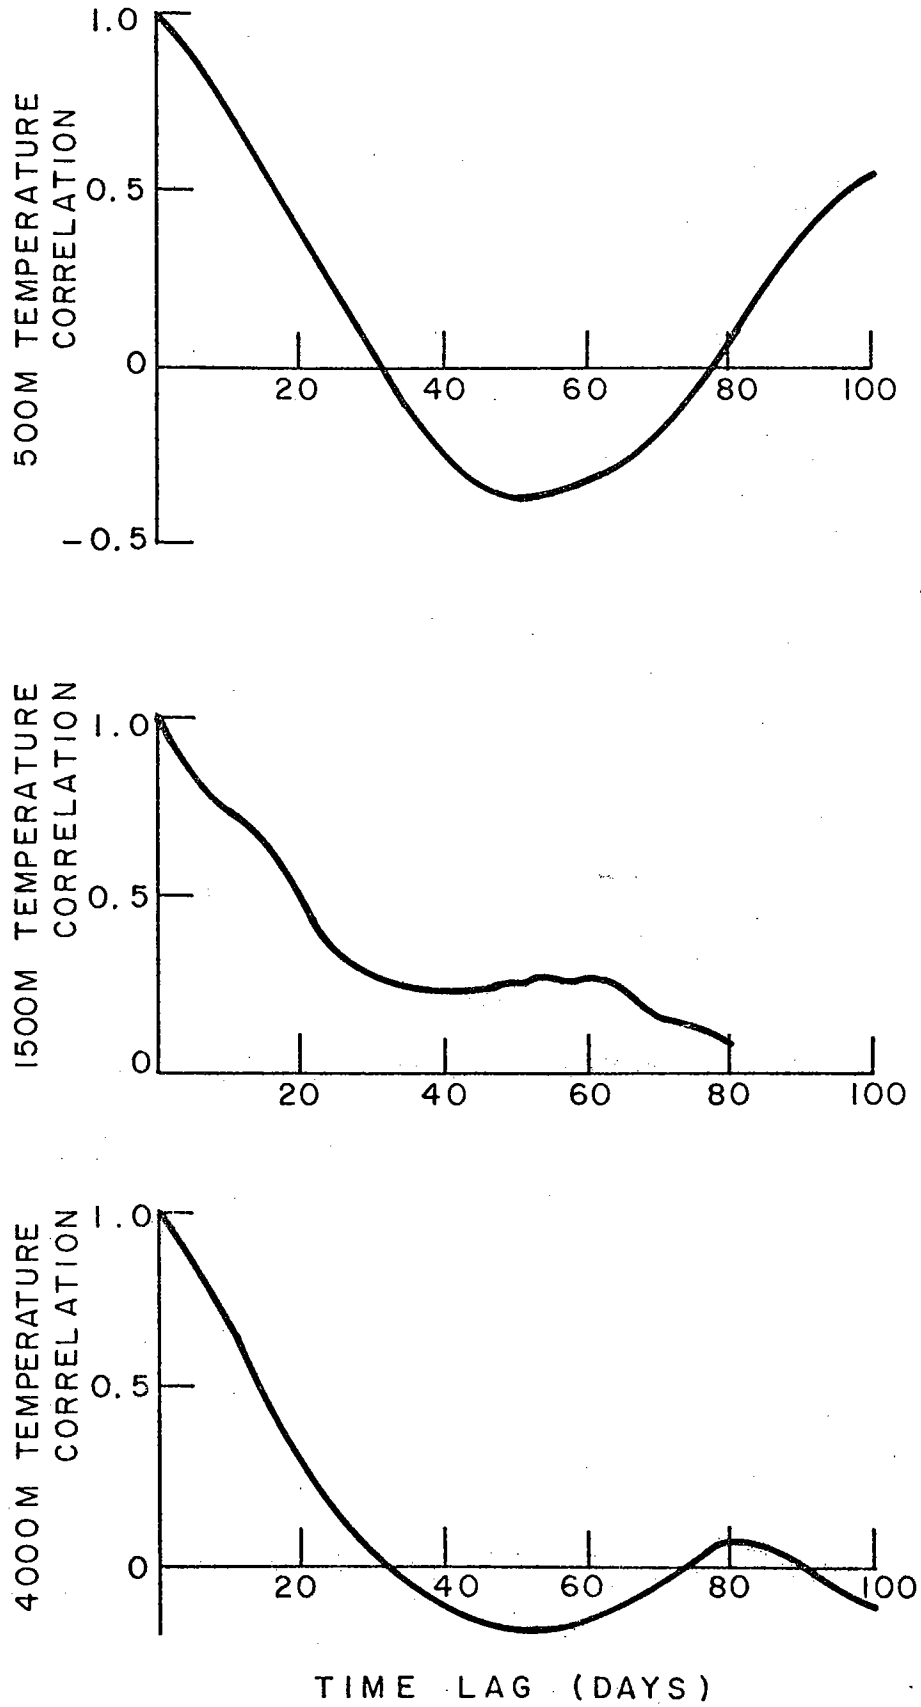 500M TEMPERATURE
CORRELATION
1.0
0.5
0
-0.5
20 40 60 80 100
1500M TEMPERATURE
CORRELATION
1.0
0.5
0
20 40 60 80 100
4000M TEMPERATURE
CORRELATION
1.0
0.5
0
20 40 60 80 100
TIME LAG (DAYS)